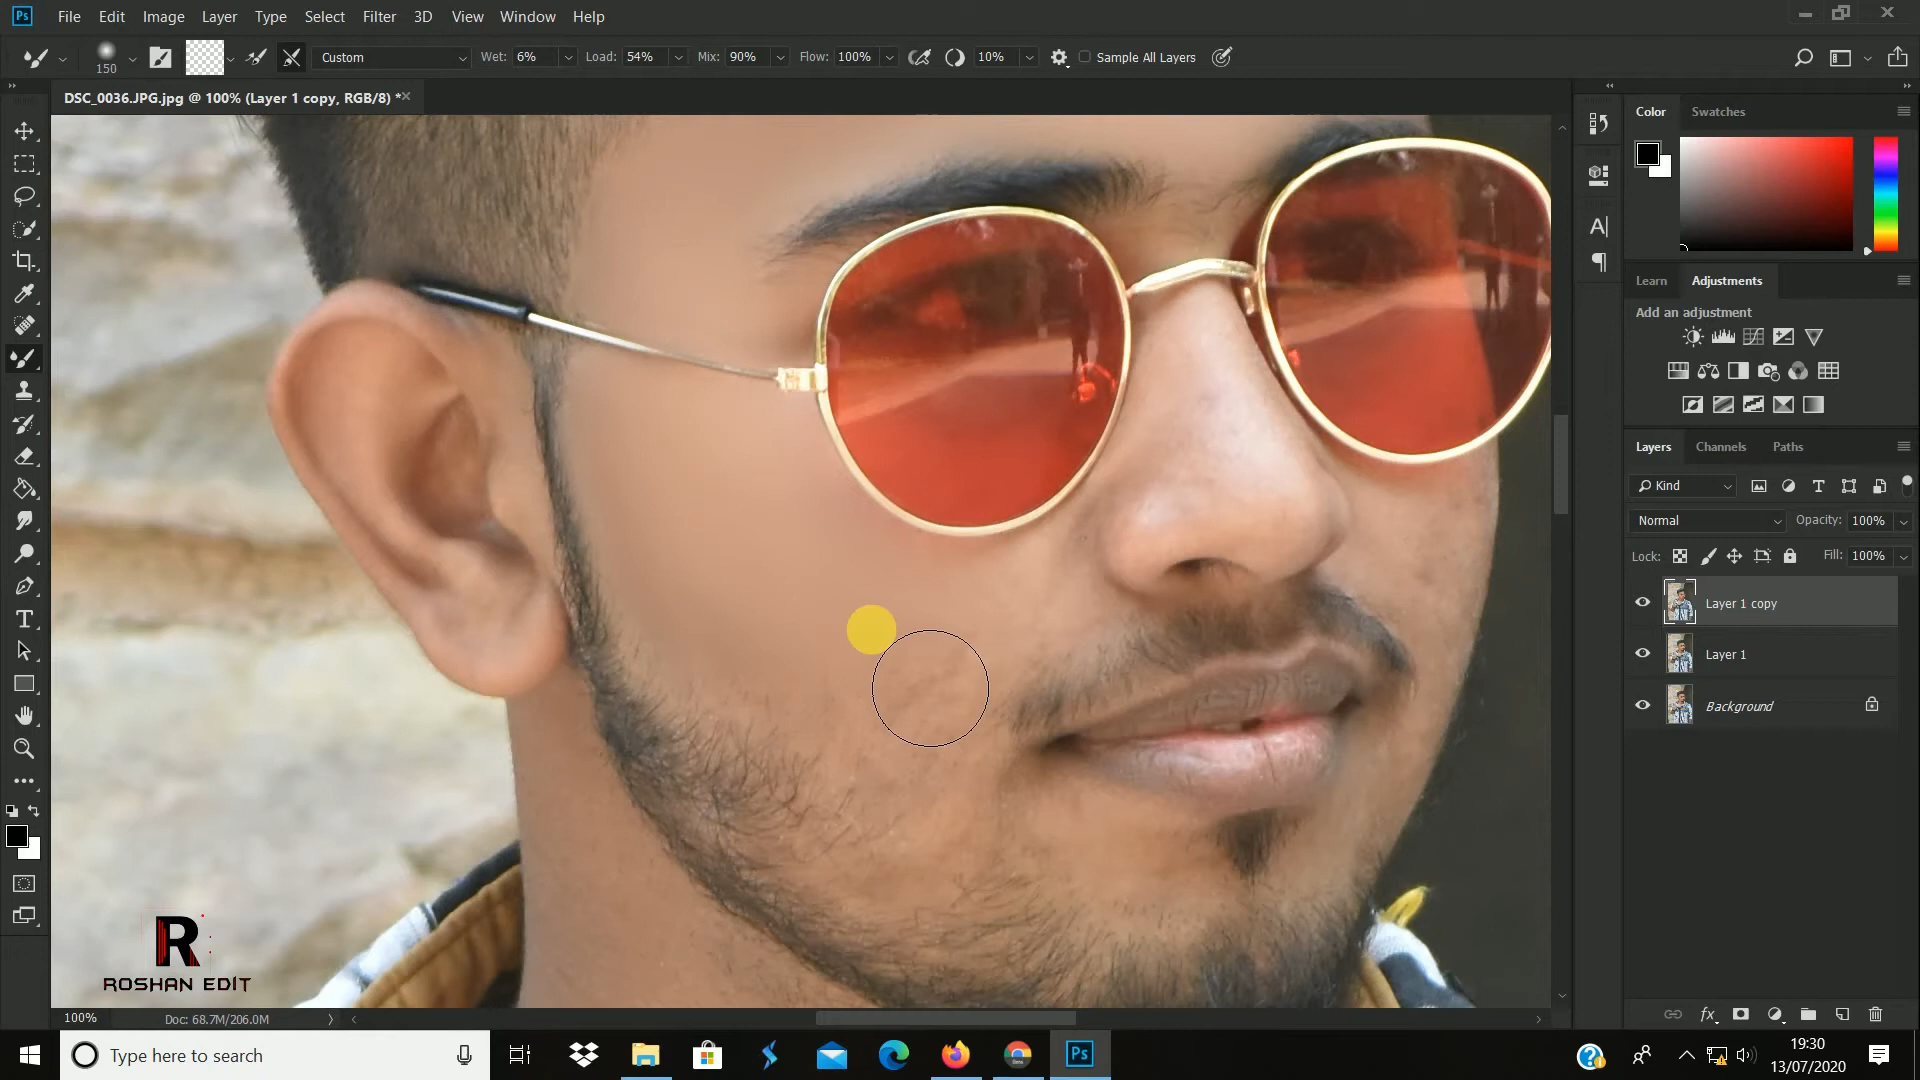 Ps File Edit Image Layer Type Select Filter 3D View Window Help
150 Custom Wet: 6% Load: 54% Mix: 90% Flow: 100% 10% Sample All Layers
DSC_0036.JPG.jpg @ 100% (Layer 1 copy, RGB/8) *
Color Swatches
Learn Adjustments
Add an adjustment
Layers Channels Paths
Kind
Normal Opacity: 100%
Lock: Fill: 100%
Layer 1 copy
Layer 1
Background
R
ROSHAN EDIT
100% Doc: 68.7M/206.0M
Type here to search
Ps
19:30
13/07/2020